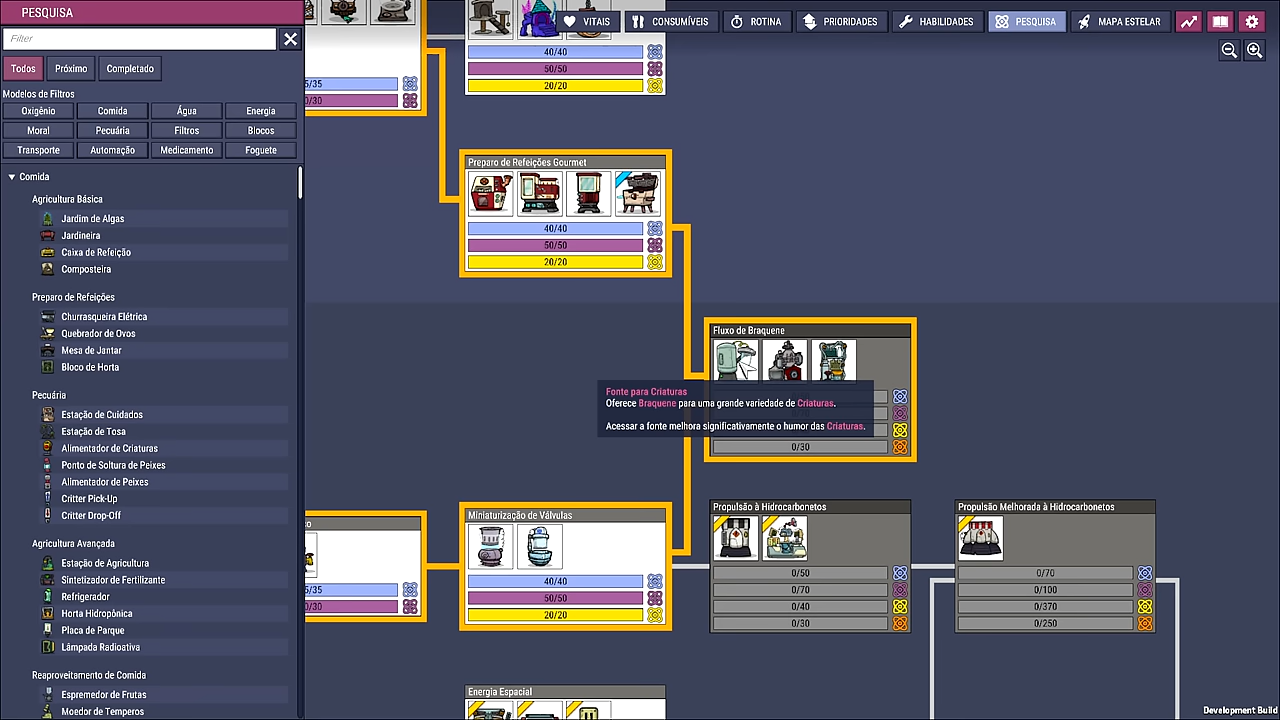 PESQUISA
VITAIS
CONSUMÍVEIS
ROTINA
PRIORIDADES
HABILIDADES
PESQUISA
MAPA ESTELAR
Filter
Todos
Próximo
Completado
Modelos de Filtros
Oxigênio
Comida
Água
Energia
Moral
Pecuária
Filtros
Blocos
Transporte
Automação
Medicamento
Foguete
Comida
Agricultura Básica
Jardim de Algas
Jardineira
Caixa de Refeição
Composteira
Preparo de Refeições
Churrasqueira Elétrica
Quebrador de Ovos
Mesa de Jantar
Bloco de Horta
Pecuária
Estação de Cuidados
Estação de Tosa
Alimentador de Criaturas
Ponto de Soltura de Peixes
Alimentador de Peixes
Critter Pick-Up
Critter Drop-Off
Agricultura Avançada
Estação de Agricultura
Sintetizador de Fertilizante
Refrigerador
Horta Hidropônica
Placa de Parque
Lâmpada Radioativa
Reaproveitamento de Comida
Espremedor de Frutas
Moedor de Temperos
5/35
0/30
40/40
50/50
20/20
Preparo de Refeições Gourmet
40/40
50/50
20/20
Fluxo de Braquene
0/30
Fonte para Criaturas
Oferece Braquene para uma grande variedade de Criaturas.
Acessar a fonte melhora significativamente o humor das Criaturas.
5/35
0/30
Miniaturização de Válvulas
40/40
50/50
20/20
Propulsão à Hidrocarbonetos
0/50
0/70
0/40
0/30
Propulsão Melhorada à Hidrocarbonetos
0/70
0/100
0/370
0/250
Energia Espacial
Development Build